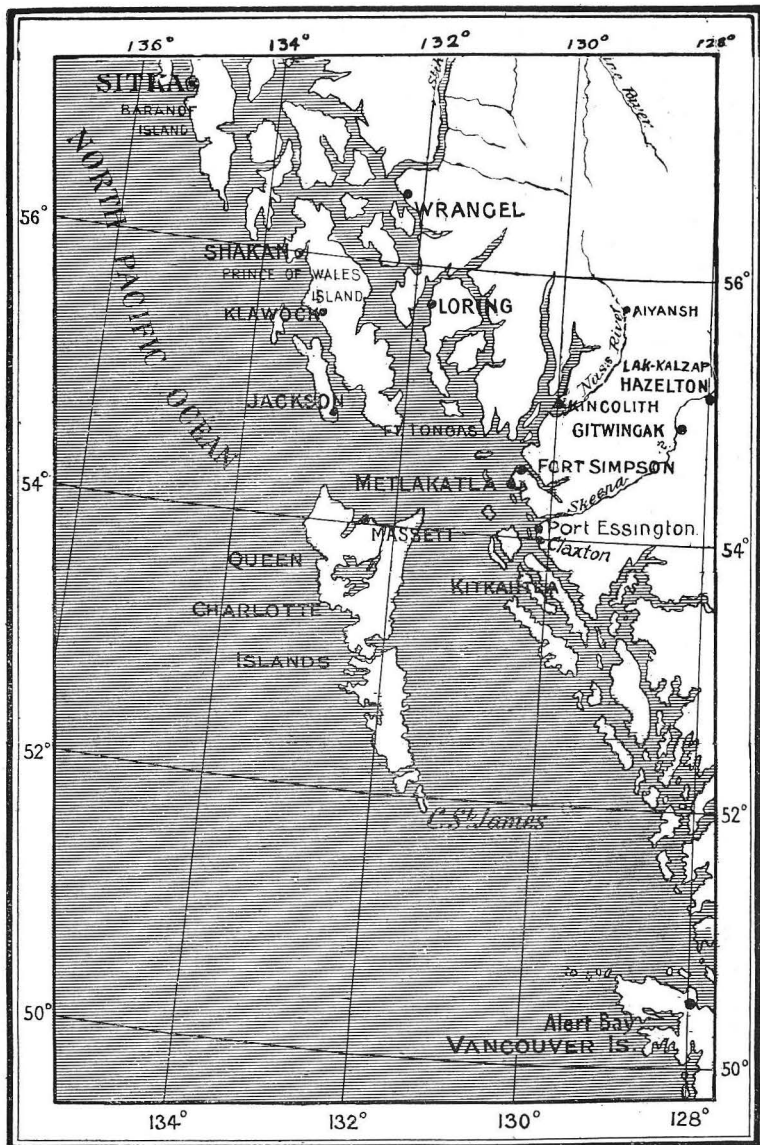 136° 134° 132° 130° 128°
SITKA
BARANOF
ISLAND
NORTH PACIFIC OCEAN
56°
WRANGEL
SHAKAN
PRINCE OF WALES
ISLAND
KLAWOCK
LORING
56°
AIYANSH
Nass River
LAK-KALZAP
HAZELTON
JACKSON
KINCOLITH
FT. TONGAS
GITWINGAK
FORT SIMPSON
54°
METLAKATLA
Skeena R.
MASSETT
PORT ESSINGTON.
Claxton
54°
QUEEN
CHARLOTTE
ISLANDS
KITKAHTLA
52°
C. St. James
52°
50°
Alert Bay
VANCOUVER IS.
50°
134° 132° 130° 128°